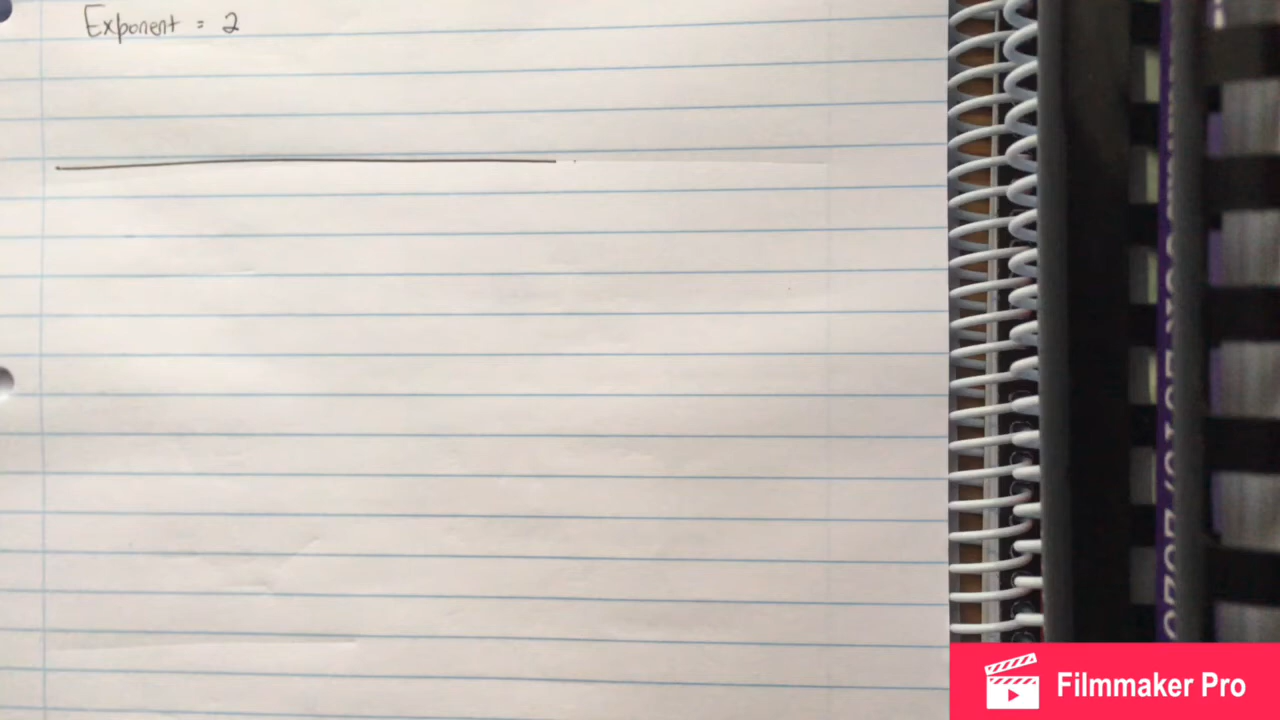 Exponent = 2
Filmmaker Pro